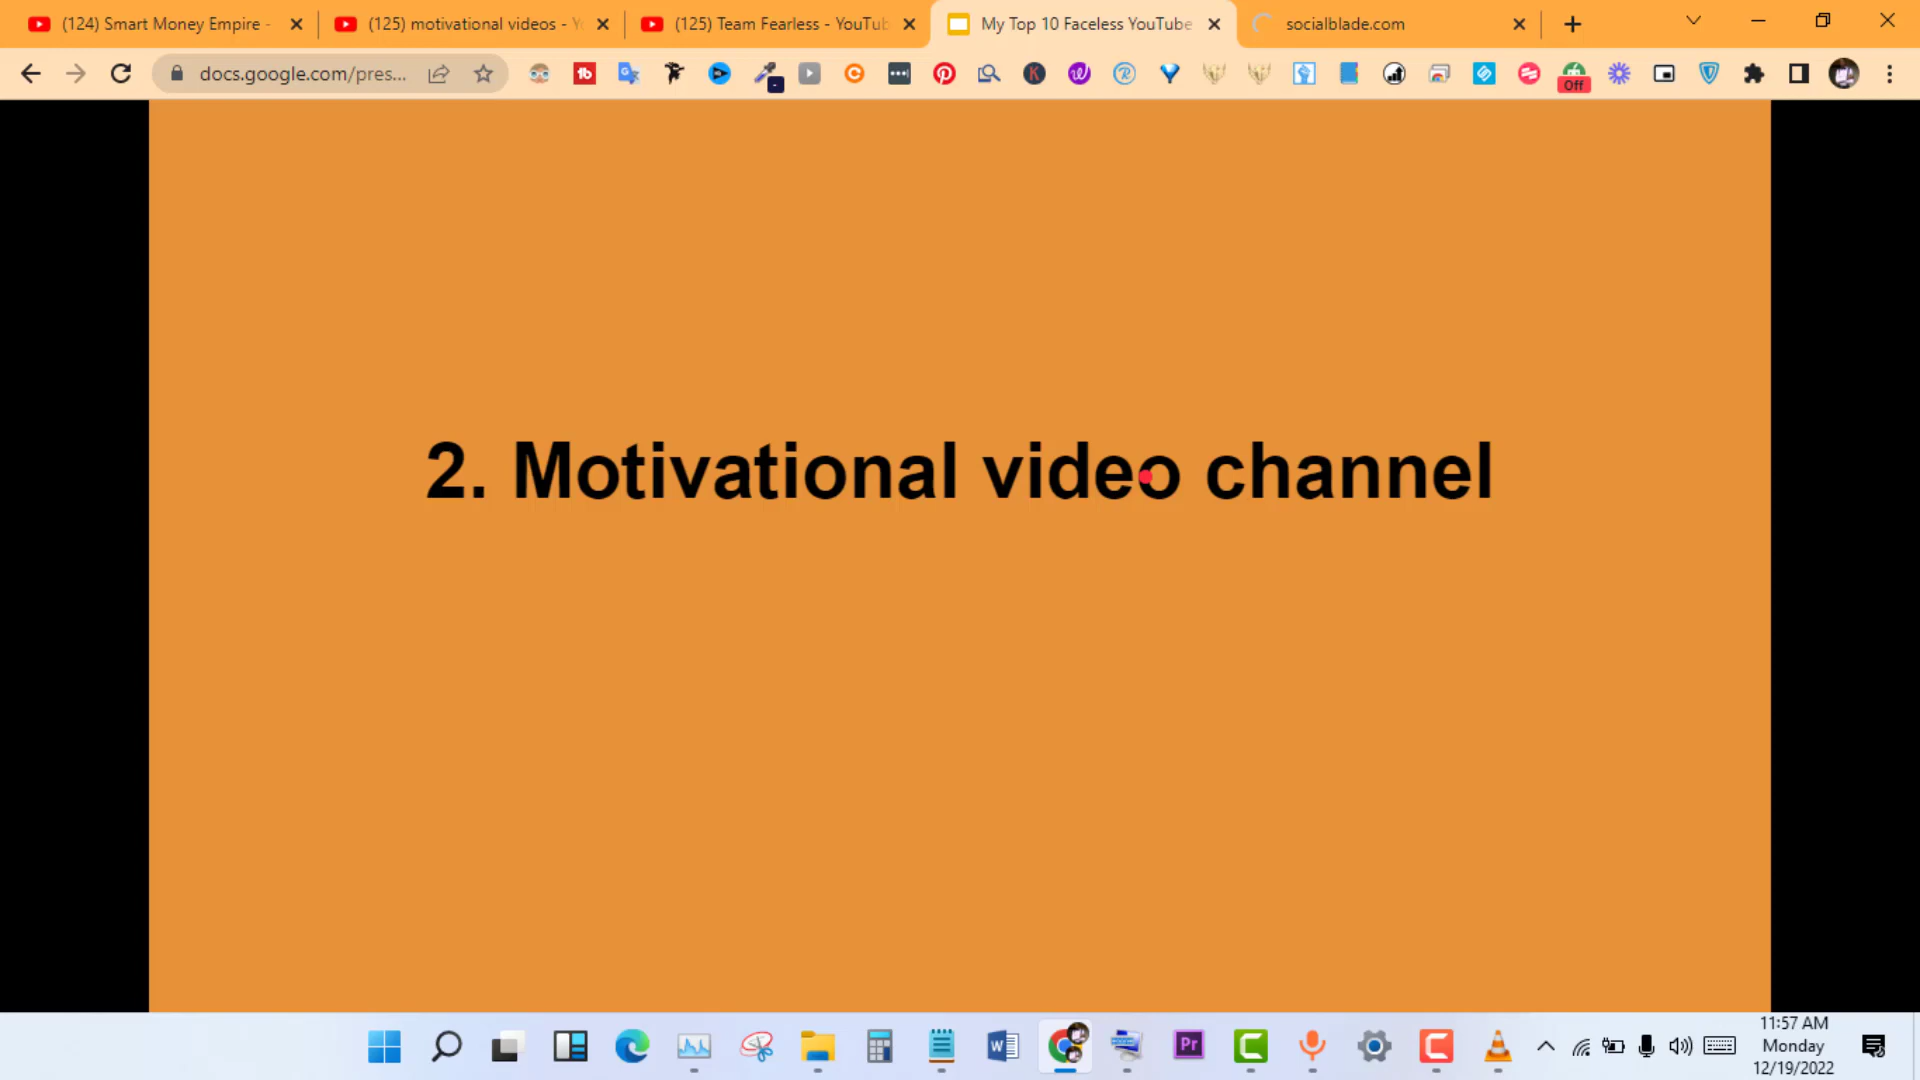 (124) Smart Money Empire -
(125) motivational videos - Yo
(125) Team Fearless - YouTub
My Top 10 Faceless YouTube
socialblade.com
docs.google.com/pres...
Off
2. Motivational video channel
11:57 AM
Monday
12/19/2022